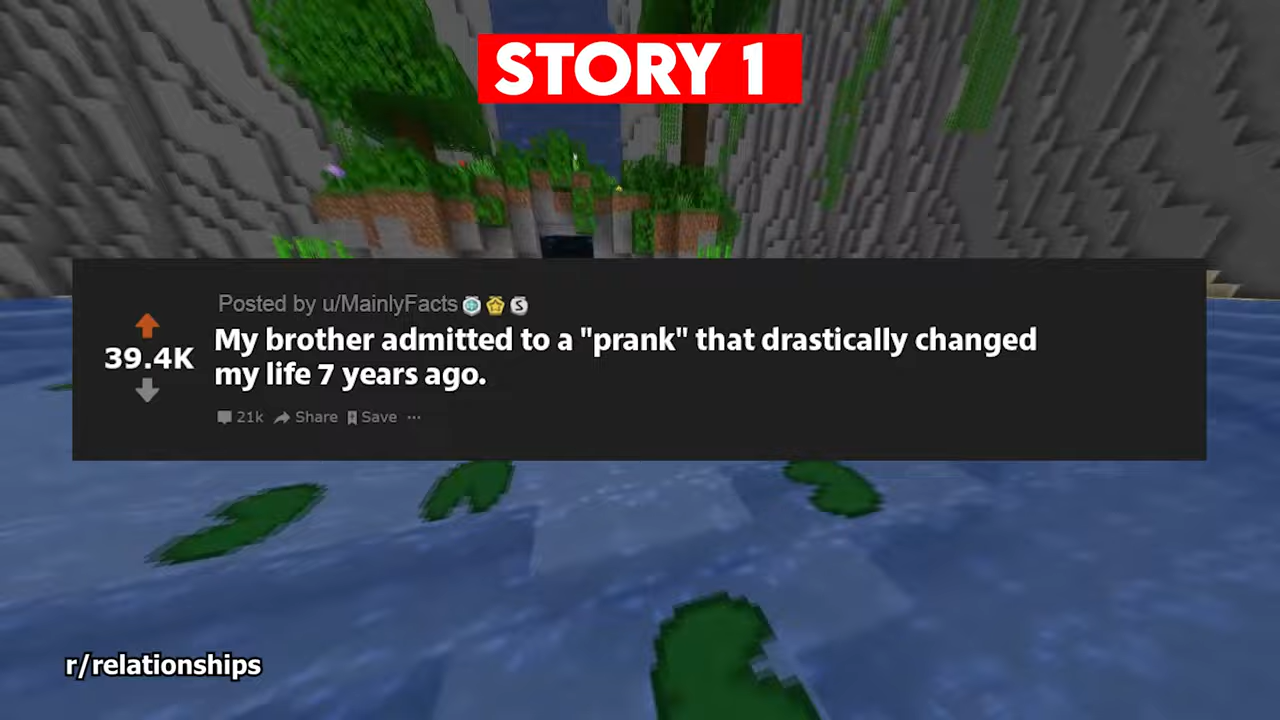 STORY 1
Posted by u/MainlyFacts
39.4K
My brother admitted to a "prank" that drastically changed
my life 7 years ago.
21k Share Save ...
r/relationships